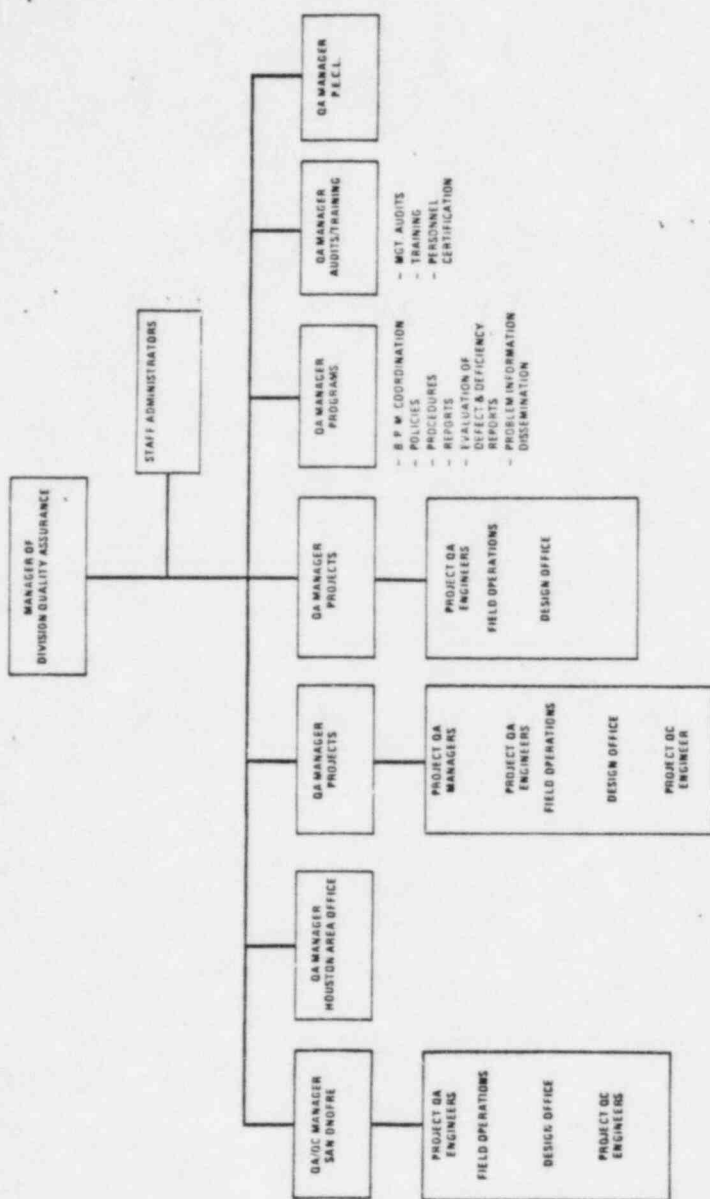 MANAGER OF
DIVISION QUALITY ASSURANCE
STAFF ADMINISTRATORS
QA/QC MANAGER
SAN ONOFRE
QA MANAGER
HOUSTON AREA OFFICE
QA MANAGER
PROJECTS
QA MANAGER
PROJECTS
QA MANAGER
PROGRAMS
QA MANAGER
AUDITS/TRAINING
QA MANAGER
P.E.C.L.
PROJECT QA
ENGINEERS
FIELD OPERATIONS
DESIGN OFFICE
PROJECT QC
ENGINEERS
PROJECT QA
MANAGERS
PROJECT QA
ENGINEERS
FIELD OPERATIONS
DESIGN OFFICE
PROJECT QC
ENGINEER
PROJECT QA
ENGINEERS
FIELD OPERATIONS
DESIGN OFFICE
– B P M COORDINATION
– POLICIES
– PROCEDURES
– REPORTS
– EVALUATION OF
DEFECT & DEFICIENCY
REPORTS
– PROBLEM INFORMATION
DISSEMINATION
– MGT AUDITS
– TRAINING
– PERSONNEL
CERTIFICATION